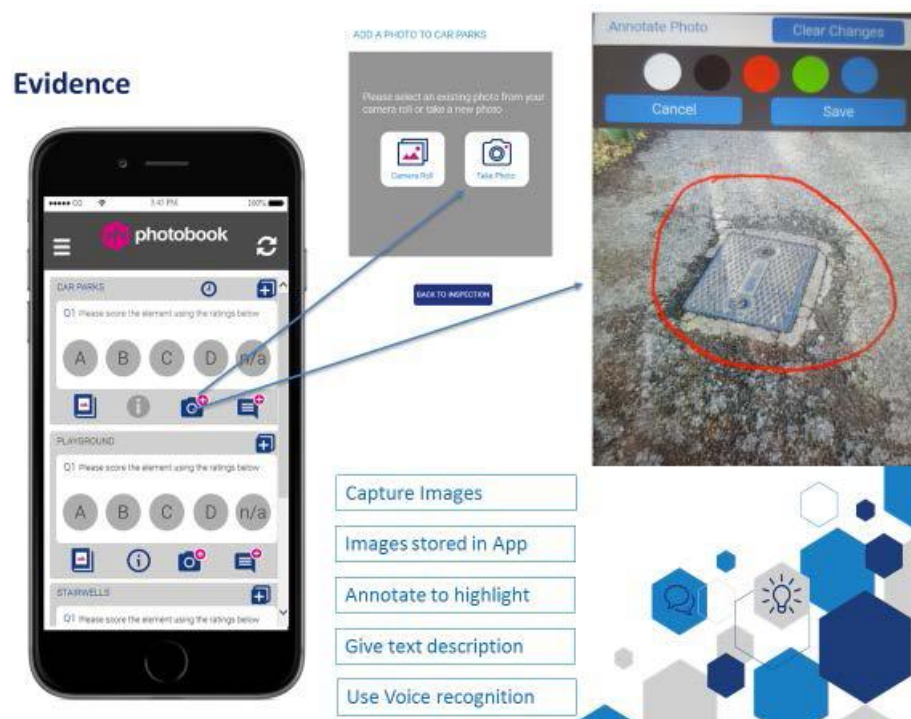 Evidence
3:41 PM
100%
photobook
CAR PARKS
Q1 Please score the element using the ratings below
A B C D n/a
PLAYGROUND
Q1 Please score the element using the ratings below
A B C D n/a
STAIRWELLS
Q1 Please score the element using the ratings below
ADD A PHOTO TO CAR PARKS
Please select an existing photo from your
camera roll or take a new photo
Camera Roll
Take Photo
BACK TO INSPECTION
Annotate Photo
Clear Changes
Cancel
Save
Capture Images
Images stored in App
Annotate to highlight
Give text description
Use Voice recognition